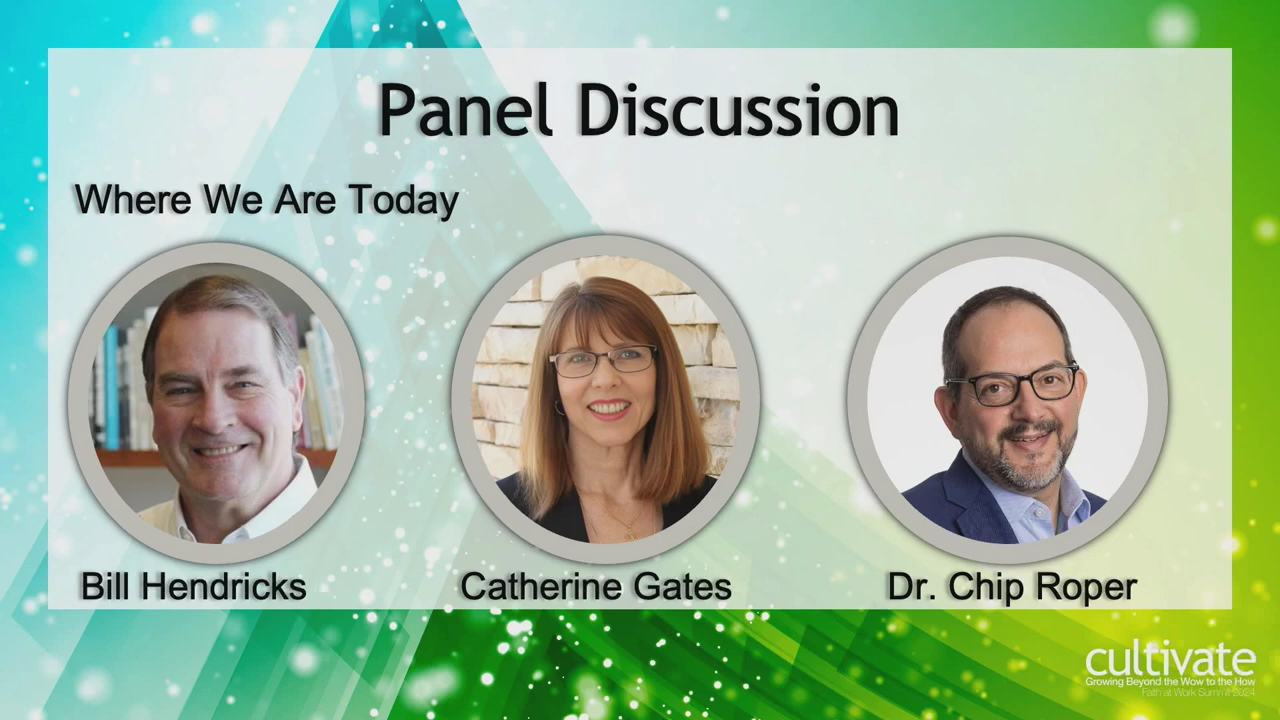 Panel Discussion
Where We Are Today
Bill Hendricks
Catherine Gates
Dr. Chip Roper
cultivate
Growing Beyond the Wow to the How
Faith at Work Summit 2024